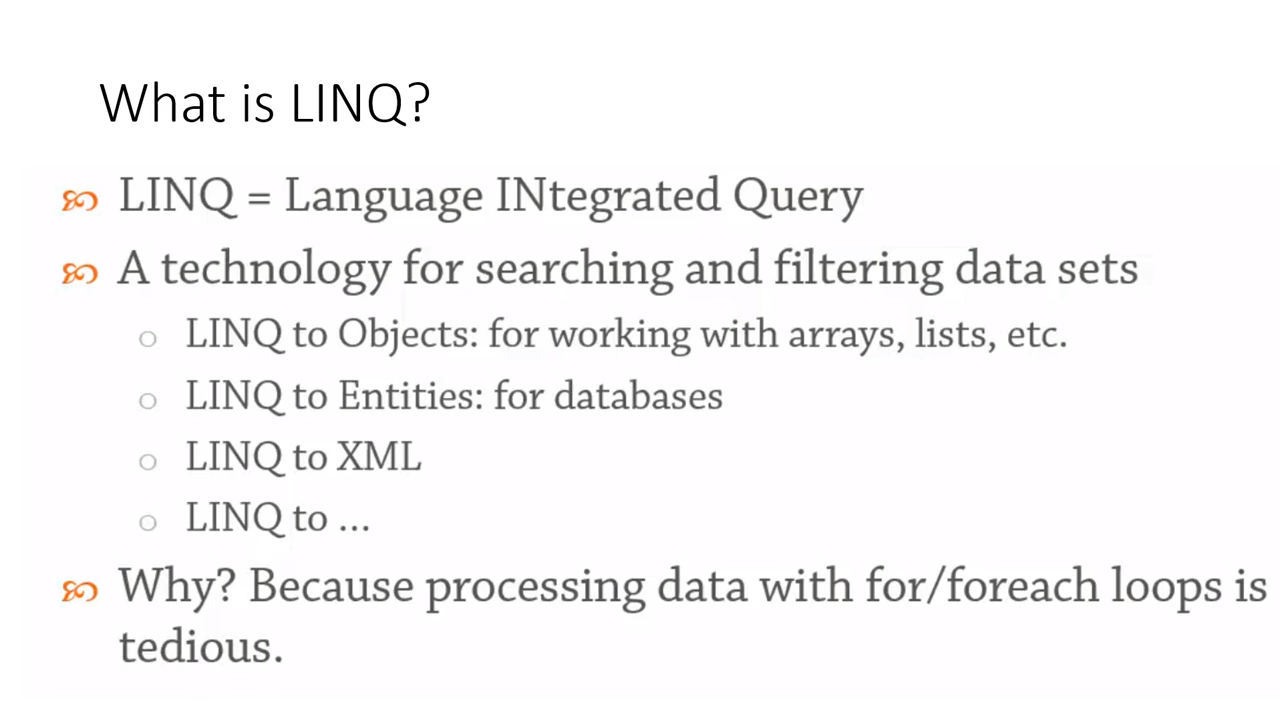 What is LINQ?
LINQ = Language INtegrated Query
A technology for searching and filtering data sets
LINQ to Objects: for working with arrays, lists, etc.
LINQ to Entities: for databases
LINQ to XML
LINQ to ...
Why? Because processing data with for/foreach loops is
tedious.